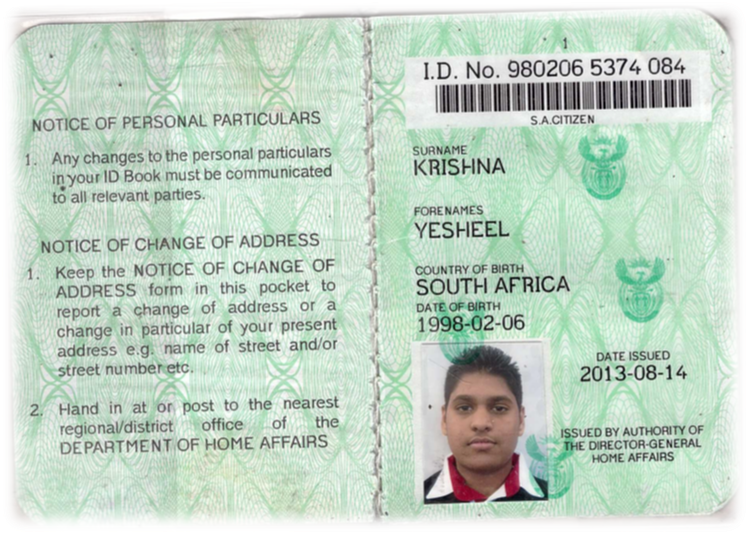 NOTICE OF PERSONAL PARTICULARS
1. Any changes to the personal particulars
in your ID Book must be communicated
to all relevant parties.
NOTICE OF CHANGE OF ADDRESS
1. Keep the NOTICE OF CHANGE OF
ADDRESS form in this pocket to
report a change of address or a
change in particular of your present
address e.g. name of street and/or
street number etc.
2. Hand in at or post to the nearest
regional/district office of the
DEPARTMENT OF HOME AFFAIRS
1
I.D. No. 980206 5374 084
S.A.CITIZEN
SURNAME
KRISHNA
FORENAMES
YESHEEL
COUNTRY OF BIRTH
SOUTH AFRICA
DATE OF BIRTH
1998-02-06
DATE ISSUED
2013-08-14
ISSUED BY AUTHORITY OF
THE DIRECTOR-GENERAL
HOME AFFAIRS